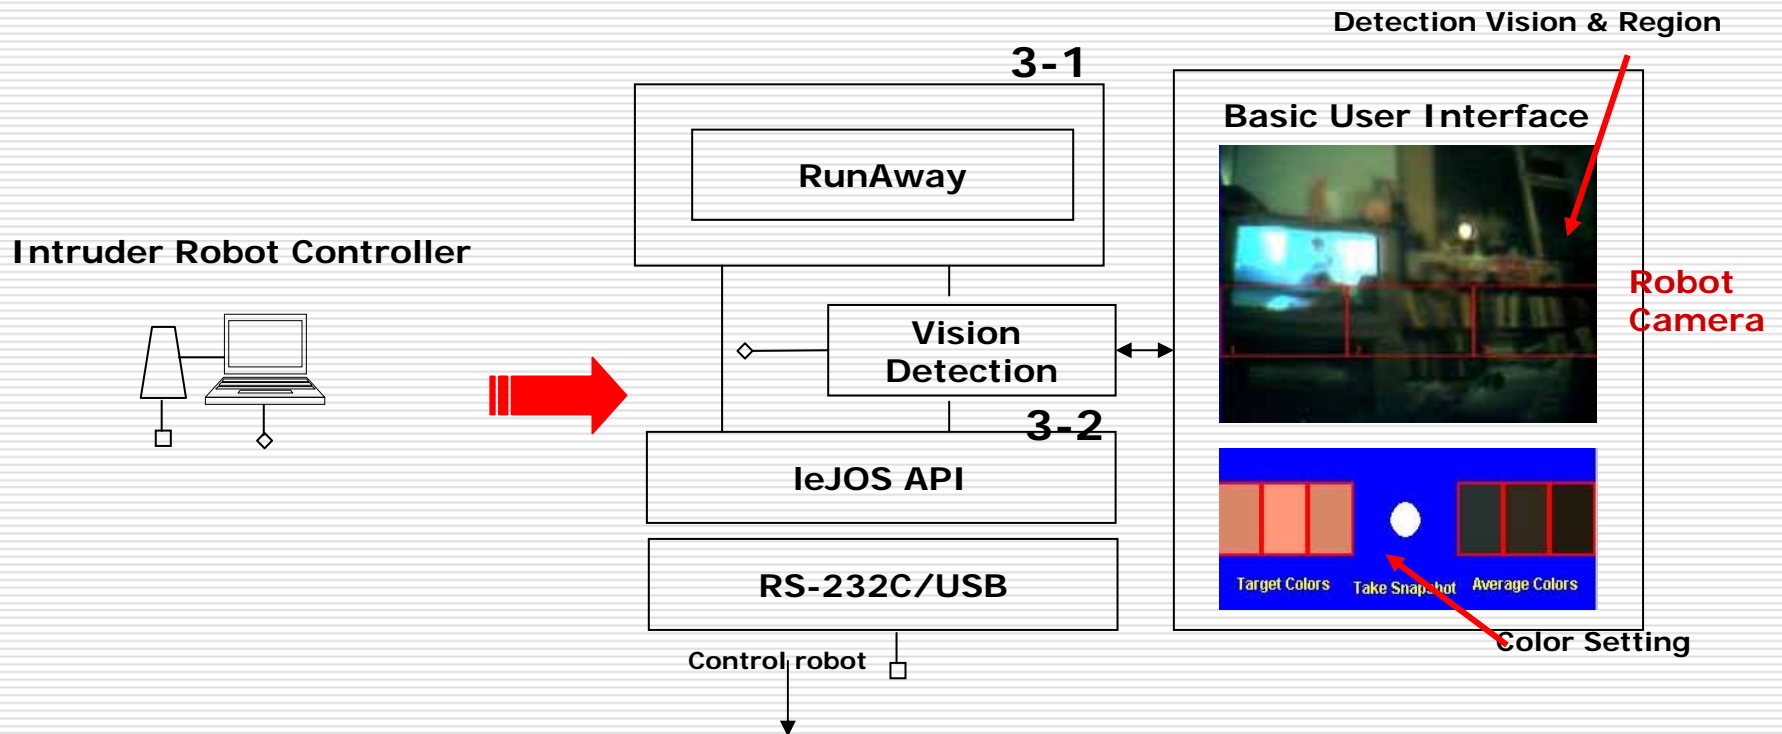 Detection Vision & Region
3-1
Basic User Interface
RunAway
Intruder Robot Controller
Robot
Camera
Vision
Detection
3-2
leJOS API
Target Colors
Take Snapshot
Average Colors
RS-232C/USB
Color Setting
Control robot